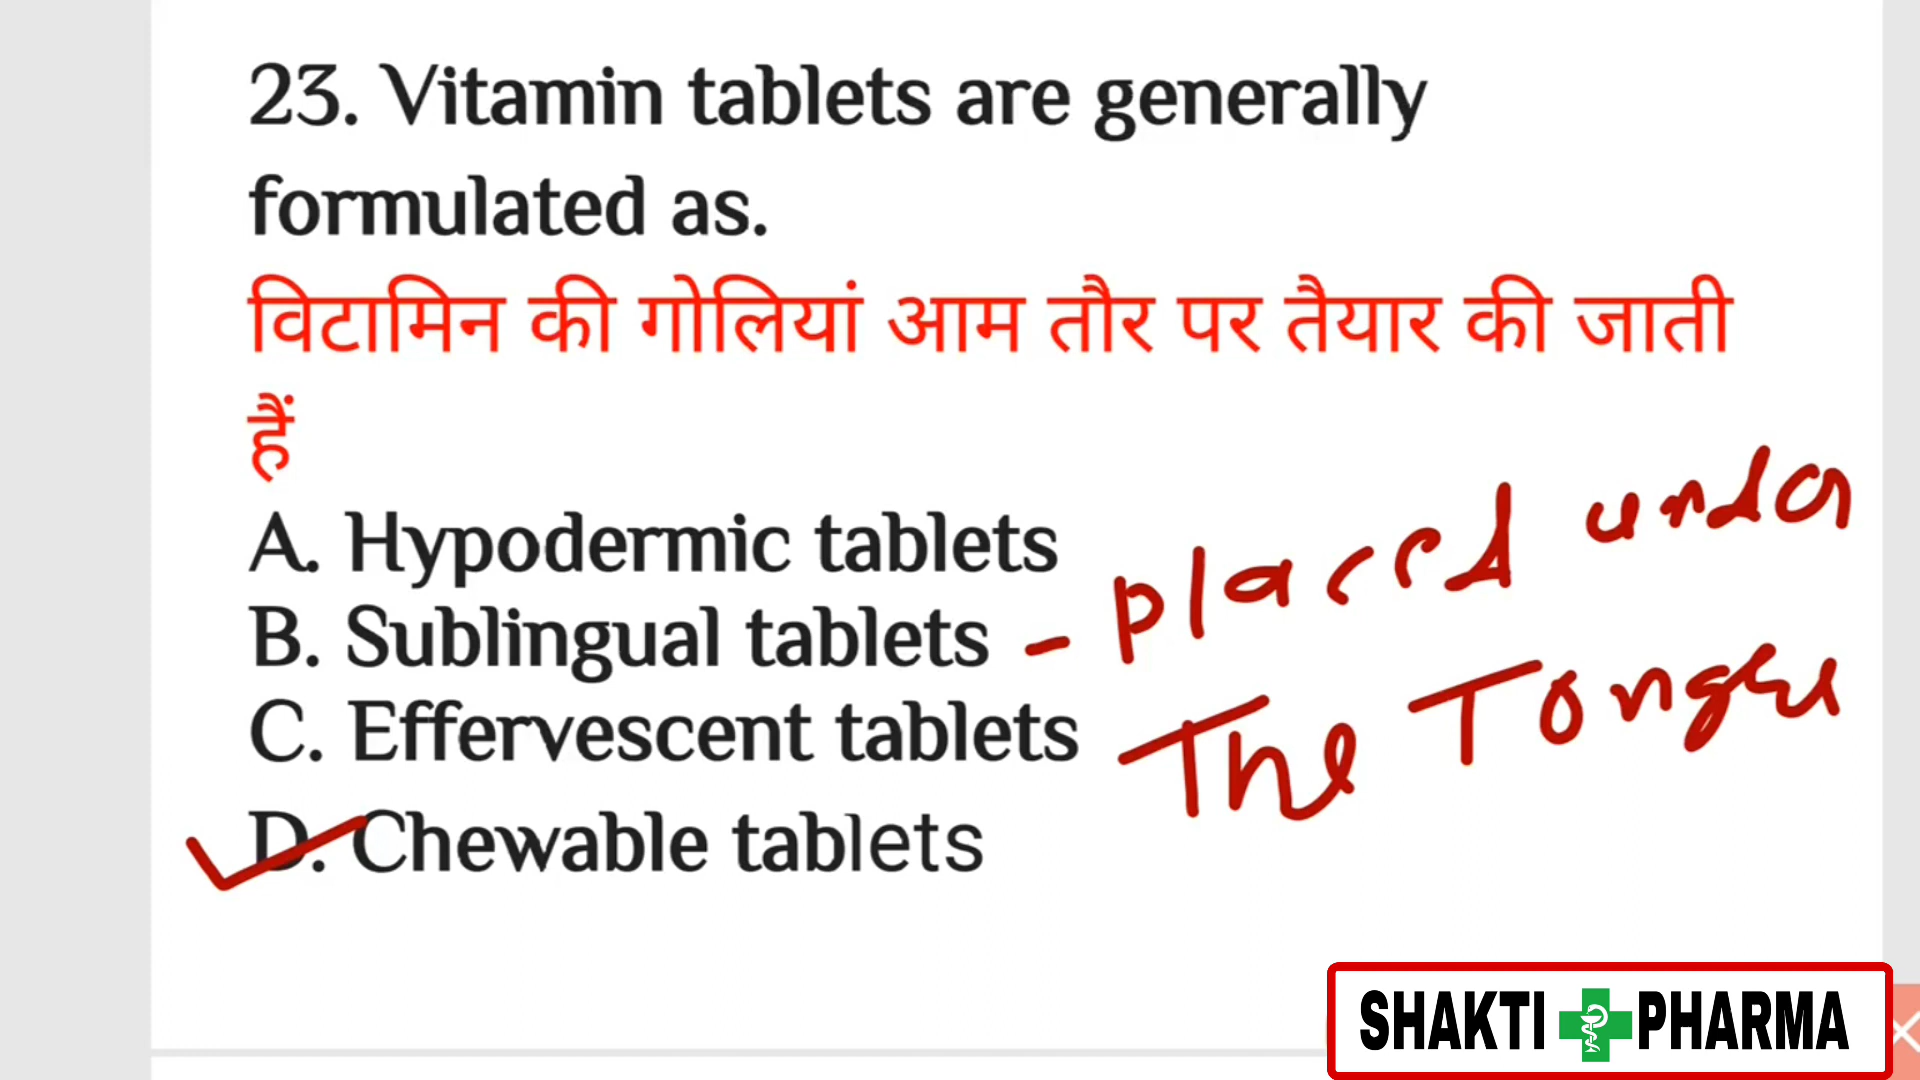 23. Vitamin tablets are generally
formulated as.
विटामिन की गोलियां आम तौर पर तैयार की जाती
हैं
A. Hypodermic tablets
B. Sublingual tablets - placed under
The Tongue
C. Effervescent tablets
D. Chewable tablets
SHAKTI PHARMA